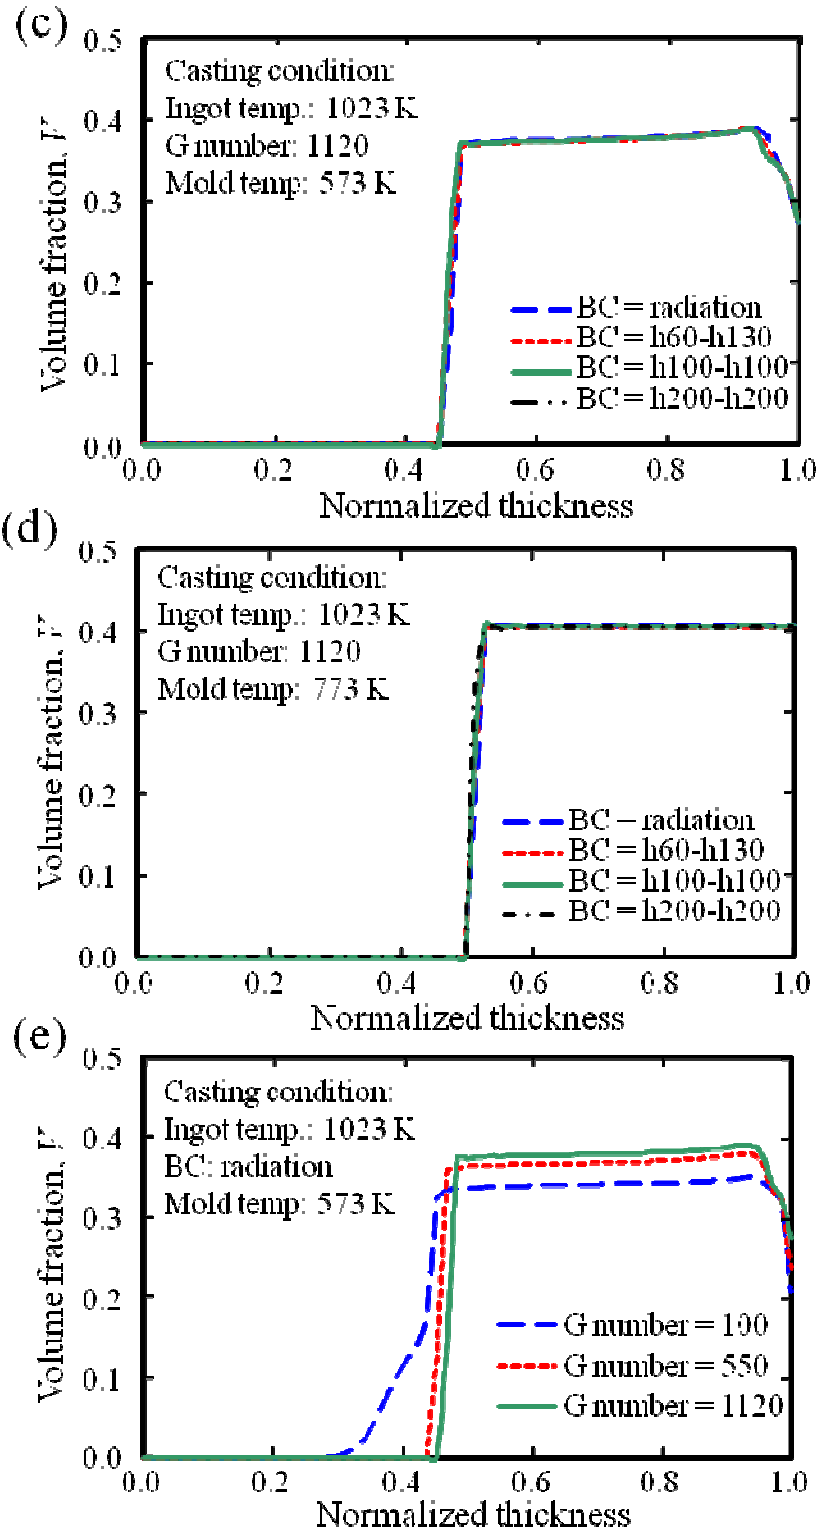 (c)
0.5
0.4
0.3
0.2
0.1
0.0
Volume fraction, V
Casting condition:
Ingot temp.: 1023 K
G number: 1120
Mold temp: 573 K
BC = radiation
BC = h60-h130
BC = h100-h100
BC = h200-h200
0.0 0.2 0.4 0.6 0.8 1.0
Normalized thickness
(d)
0.5
0.4
0.3
0.2
0.1
0.0
Volume fraction, V
Casting condition:
Ingot temp.: 1023 K
G number: 1120
Mold temp: 773 K
BC = radiation
BC = h60-h130
BC = h100-h100
BC = h200-h200
0.0 0.2 0.4 0.6 0.8 1.0
Normalized thickness
(e)
0.5
0.4
0.3
0.2
0.1
0.0
Volume fraction, V
Casting condition:
Ingot temp.: 1023 K
BC: radiation
Mold temp: 573 K
G number = 100
G number = 550
G number = 1120
0.0 0.2 0.4 0.6 0.8 1.0
Normalized thickness